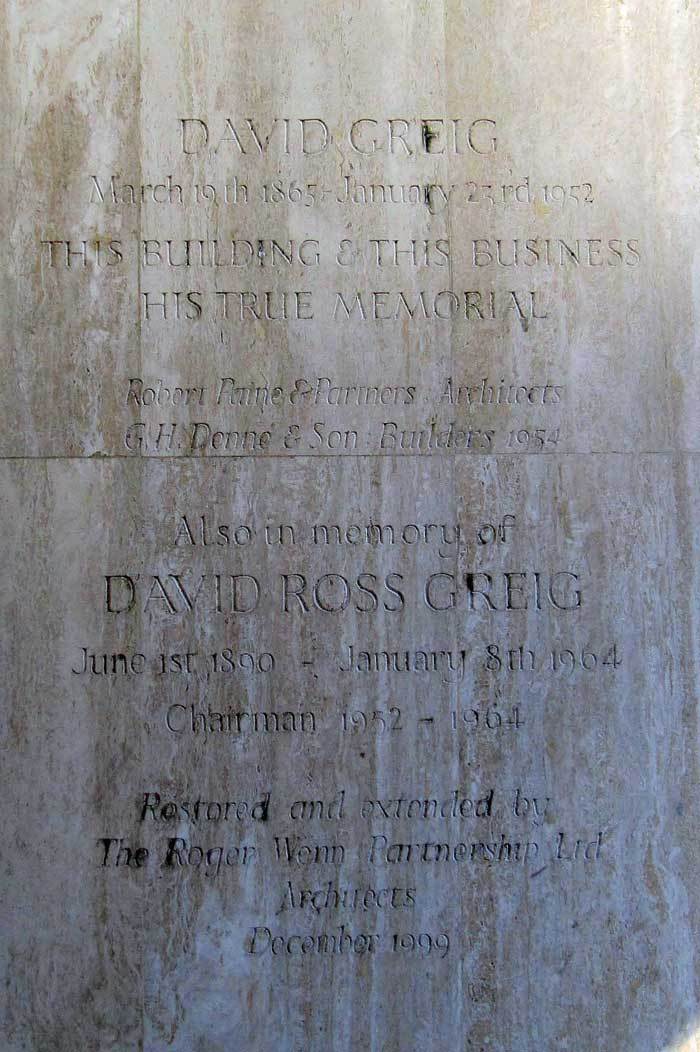 DAVID GREIG
March 19th 1865 - January 23rd 1952
THIS BUILDING & THIS BUSINESS
HIS TRUE MEMORIAL
Robert Paine & Partners : Architects
G. H. Denne & Son : Builders 1954
Also in memory of
DAVID ROSS GREIG
June 1st 1890 - January 8th 1964
Chairman 1952 - 1964
Restored and extended by
The Roger Wenn Partnership Ltd
Architects
December 1999